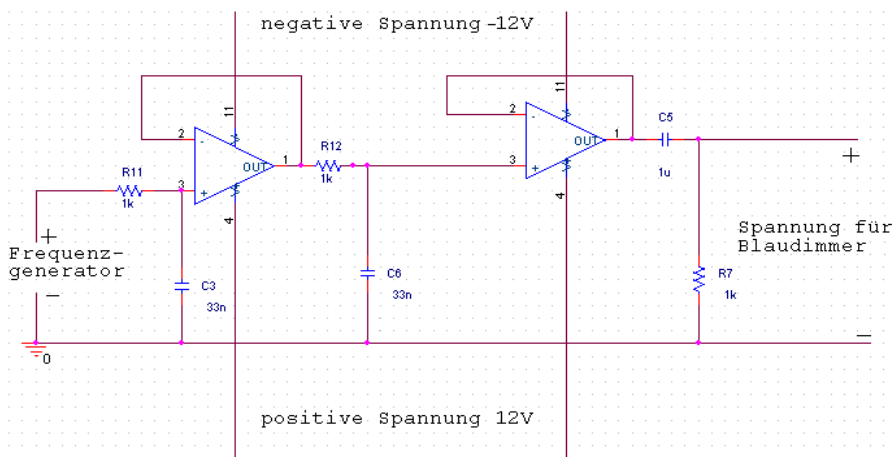 negative Spannung -12V
11
11
2
2
C5
R12
OUT
1
OUT
1
R11
1k
3
1u
+
1k
3
+
4
4
+
Frequenz-
generator
Spannung für
Blaudimmer
C3
33n
C6
33n
R7
1k
0
positive Spannung 12V